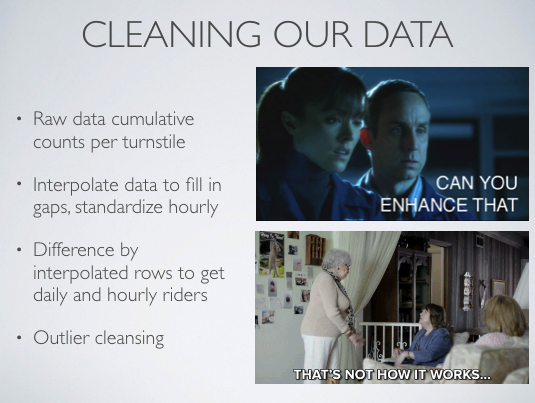 CLEANING OUR DATA
• Raw data cumulative
counts per turnstile
• Interpolate data to fill in
gaps, standardize hourly
• Difference by
interpolated rows to get
daily and hourly riders
• Outlier cleansing
CAN YOU
ENHANCE THAT
THAT'S NOT HOW IT WORKS...